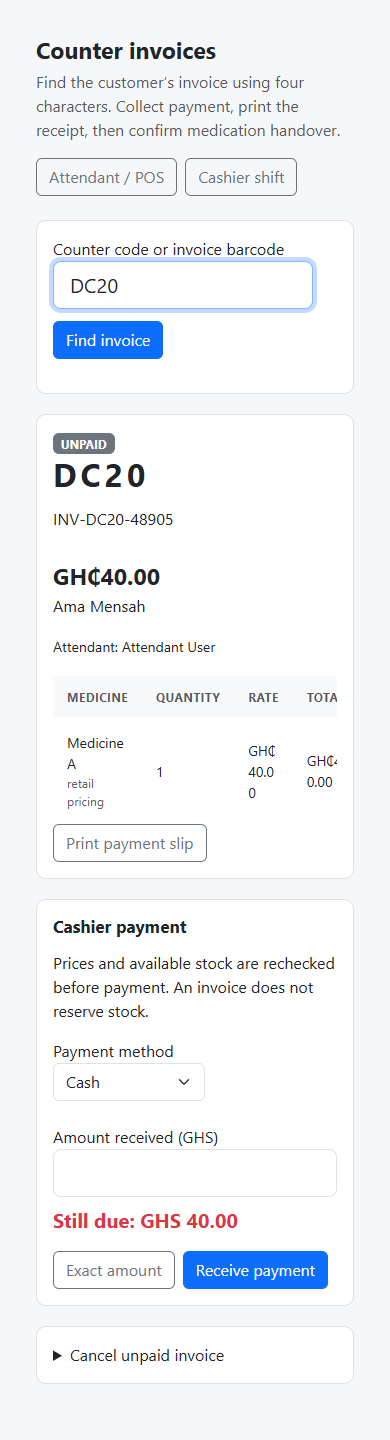 Counter invoices
Find the customer's invoice using four
characters. Collect payment, print the
receipt, then confirm medication handover.
Attendant / POS
Cashier shift
Counter code or invoice barcode
DC20
Find invoice
UNPAID
DC20
INV-DC20-48905
GH₵40.00
Ama Mensah
Attendant: Attendant User
MEDICINE QUANTITY RATE TOTA
Medicine
A
retail
pricing
1
GH₵
40.0
0
GH₵4
0.00
Print payment slip
Cashier payment
Prices and available stock are rechecked
before payment. An invoice does not
reserve stock.
Payment method
Cash
Amount received (GHS)
Still due: GHS 40.00
Exact amount
Receive payment
Cancel unpaid invoice